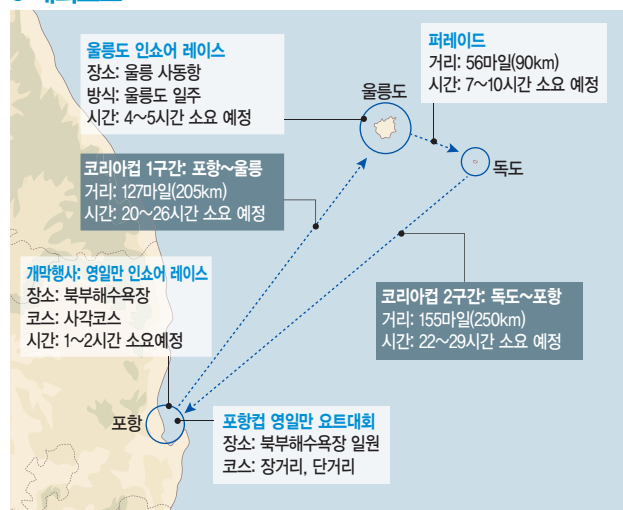 울릉도 인쇼어 레이스
장소: 울릉 사동항
방식: 울릉도 일주
시간: 4~5시간 소요 예정
퍼레이드
거리: 56마일(90km)
시간: 7~10시간 소요 예정
울릉도
독도
코리아컵 1구간: 포항~울릉
거리: 127마일(205km)
시간: 20~26시간 소요 예정
개막행사: 영일만 인쇼어 레이스
장소: 북부해수욕장
코스: 사각코스
시간: 1~2시간 소요예정
코리아컵 2구간: 독도~포항
거리: 155마일(250km)
시간: 22~29시간 소요 예정
포항
포항컵 영일만 요트대회
장소: 북부해수욕장 일원
코스: 장거리, 단거리